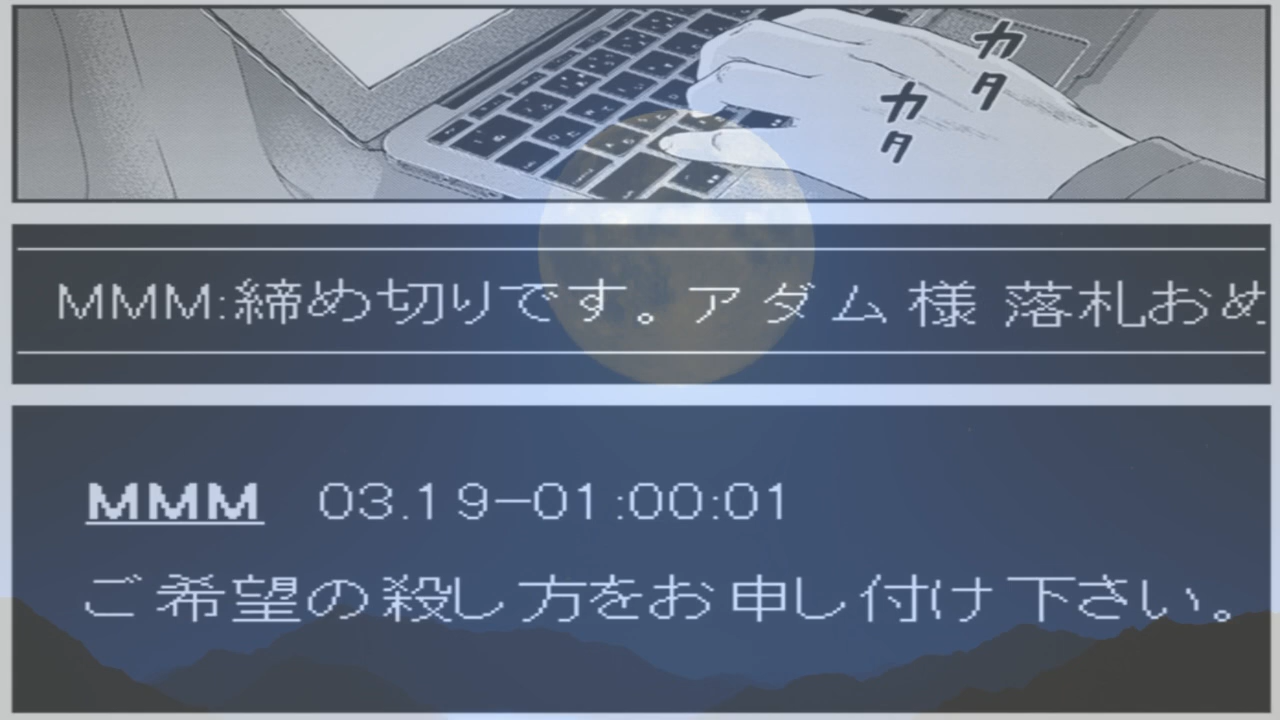 カタ
カタ
MMM:締め切りです。アダム様 落札おめ
MMM 03.19-01:00:01
ご希望の殺し方をお申し付け下さい。